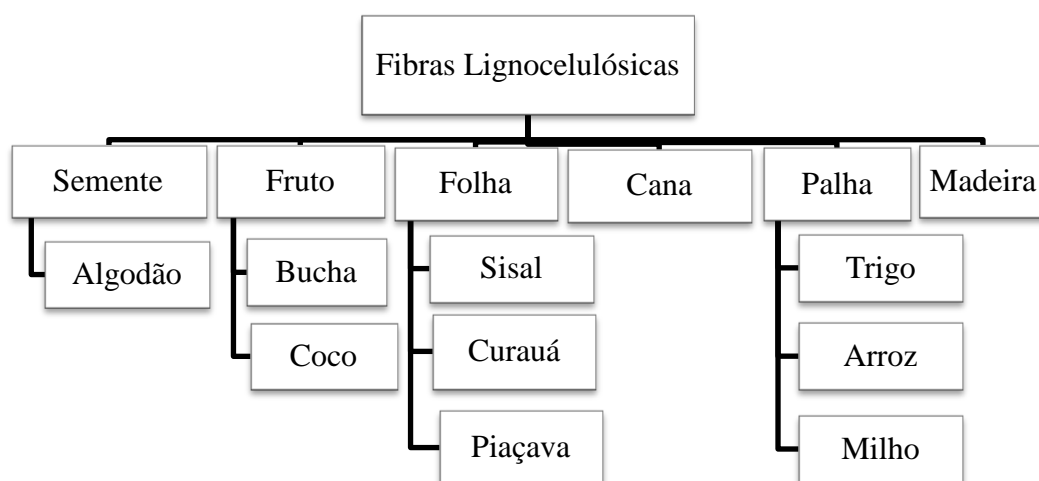 Fibras Lignocelulósicas
Semente
Fruto
Folha
Cana
Palha
Madeira
Algodão
Bucha
Sisal
Trigo
Coco
Curauá
Arroz
Piaçava
Milho